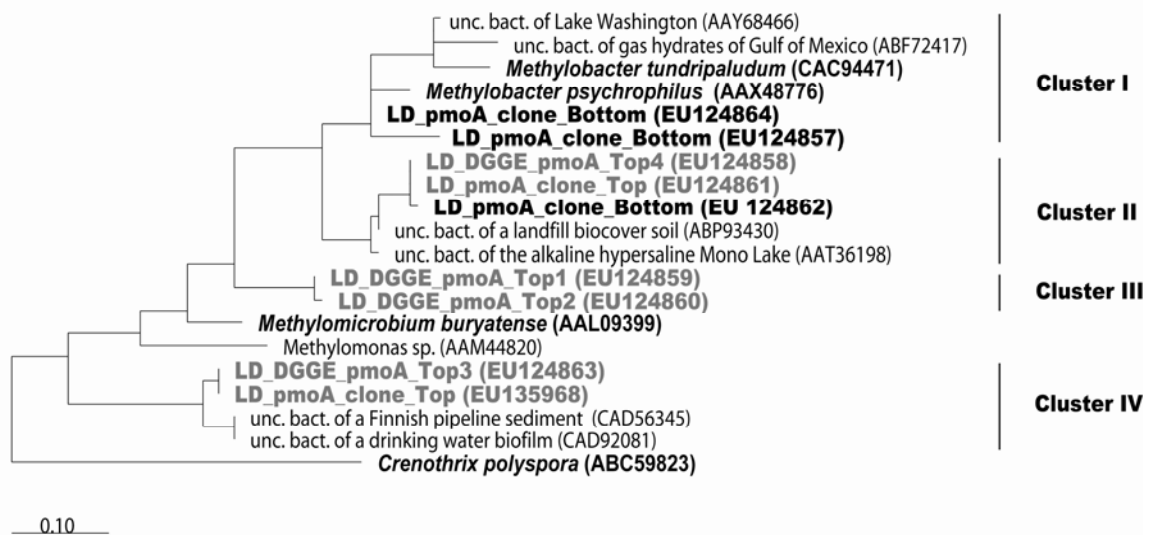 unc. bact. of Lake Washington (AAY68466)
unc. bact. of gas hydrates of Gulf of Mexico (ABF72417)
Methylobacter tundripaludum (CAC94471)
Cluster I
Methylobacter psychrophilus (AAX48776)
LD_pmoA_clone_Bottom (EU124864)
LD_pmoA_clone_Bottom (EU124857)
LD_DGGE_pmoA_Top4 (EU124858)
LD_pmoA_clone_Top (EU124861)
LD_pmoA_clone_Bottom (EU 124862)
Cluster II
unc. bact. of a landfill biocover soil (ABP93430)
unc. bact. of the alkaline hypersaline Mono Lake (AAT36198)
LD_DGGE_pmoA_Top1 (EU124859)
Cluster III
LD_DGGE_pmoA_Top2 (EU124860)
Methylomicrobium buryatense (AAL09399)
Methylomonas sp. (AAM44820)
LD_DGGE_pmoA_Top3 (EU124863)
LD_pmoA_clone_Top (EU135968)
Cluster IV
unc. bact. of a Finnish pipeline sediment (CAD56345)
unc. bact. of a drinking water biofilm (CAD92081)
Crenothrix polyspora (ABC59823)
0.10